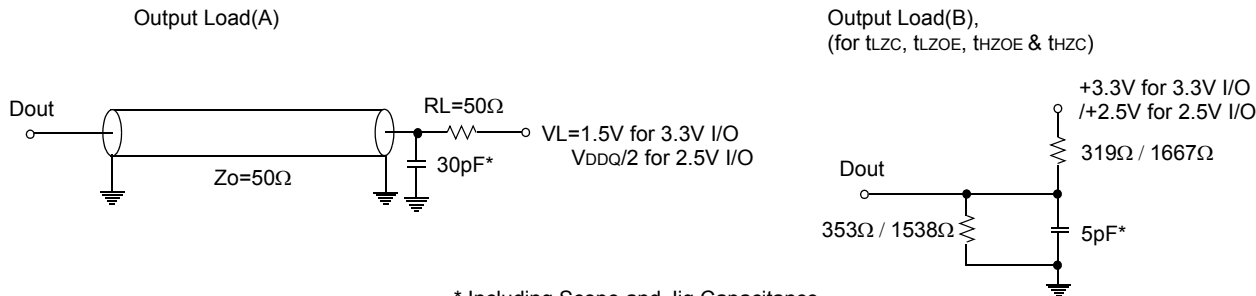 Output Load(A)
Dout
Zo=50Ω
RL=50Ω
30pF*
VL=1.5V for 3.3V I/O
VDDQ/2 for 2.5V I/O
Output Load(B),
(for tLZC, tLZOE, tHZOE & tHZC)
+3.3V for 3.3V I/O
/+2.5V for 2.5V I/O
319Ω / 1667Ω
Dout
353Ω / 1538Ω
5pF*
* Including Scope and Jig Capacitance